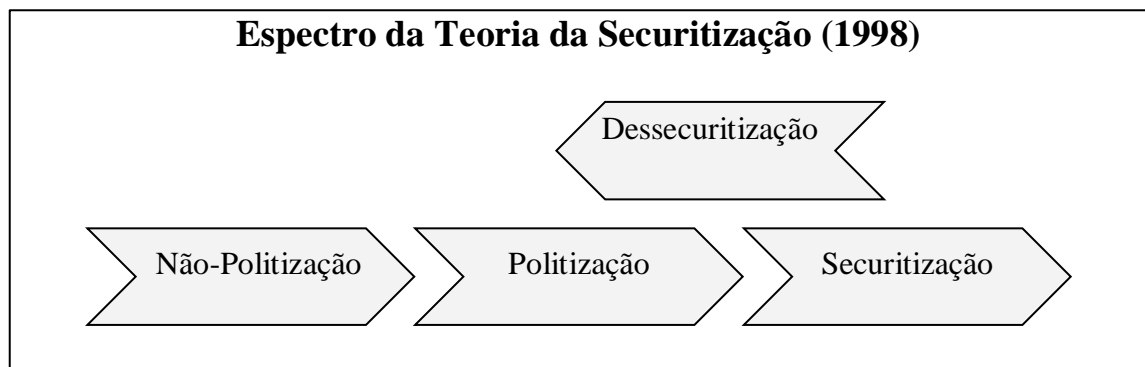 Espectro da Teoria da Securitização (1998)
Dessecuritização
Não-Politização
Politização
Securitização